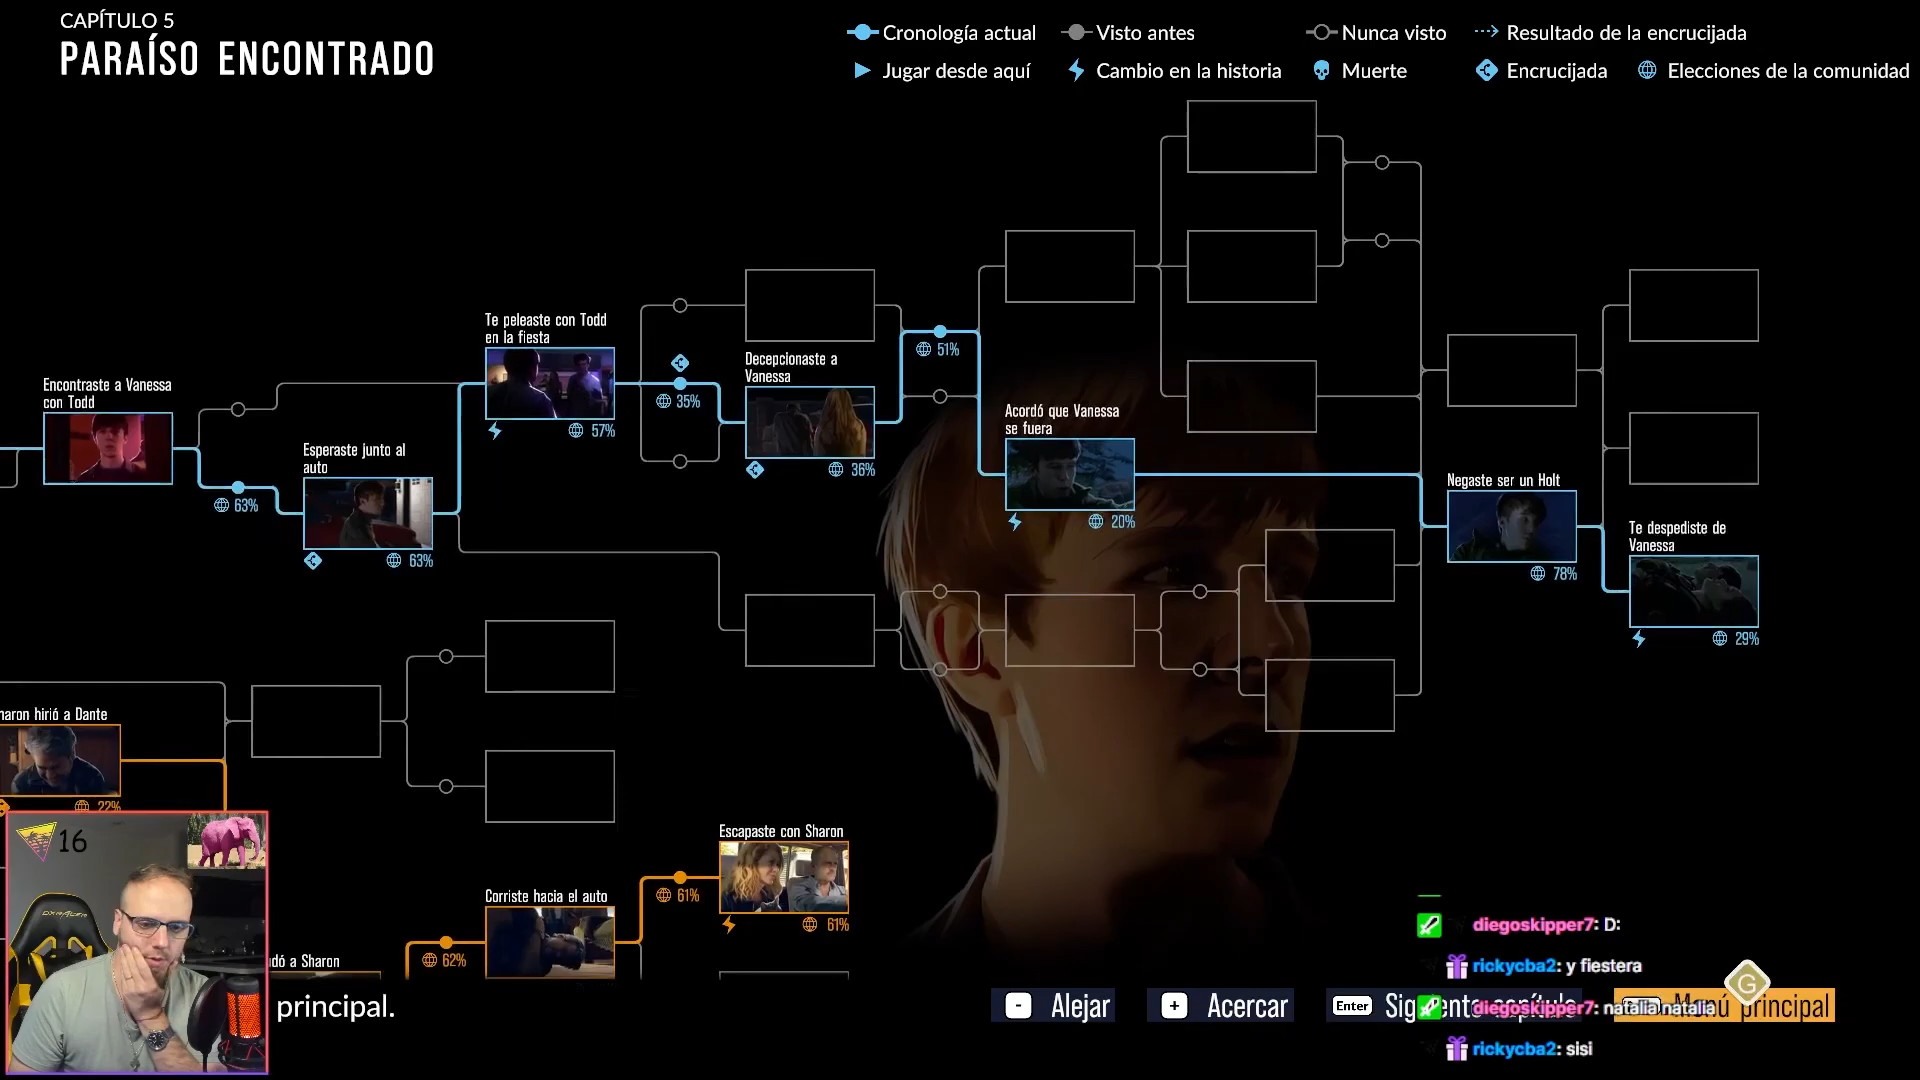 CAPÍTULO 5
PARAÍSO ENCONTRADO
Cronología actual
Visto antes
Nunca visto
Resultado de la encrucijada
Jugar desde aquí
Cambio en la historia
Muerte
Encrucijada
Elecciones de la comunidad
Encontraste a Vanessa
con Todd
63%
Esperaste junto al
auto
63%
Te peleaste con Todd
en la fiesta
57%
35%
Decepcionaste a
Vanessa
36%
51%
Acordó que Vanessa
se fuera
20%
Negaste ser un Holt
78%
Te despediste de
Vanessa
29%
haron hirió a Dante
22%
Escapaste con Sharon
61%
61%
Corriste hacia el auto
62%
dó a Sharon
16
DXRACER
principal.
- Alejar
+ Acercar
Enter Siguiente capítulo
Menú principal
G
diegoskipper7: D:
rickycba2: y fiestera
diegoskipper7: natalia natalia
rickycba2: sisi